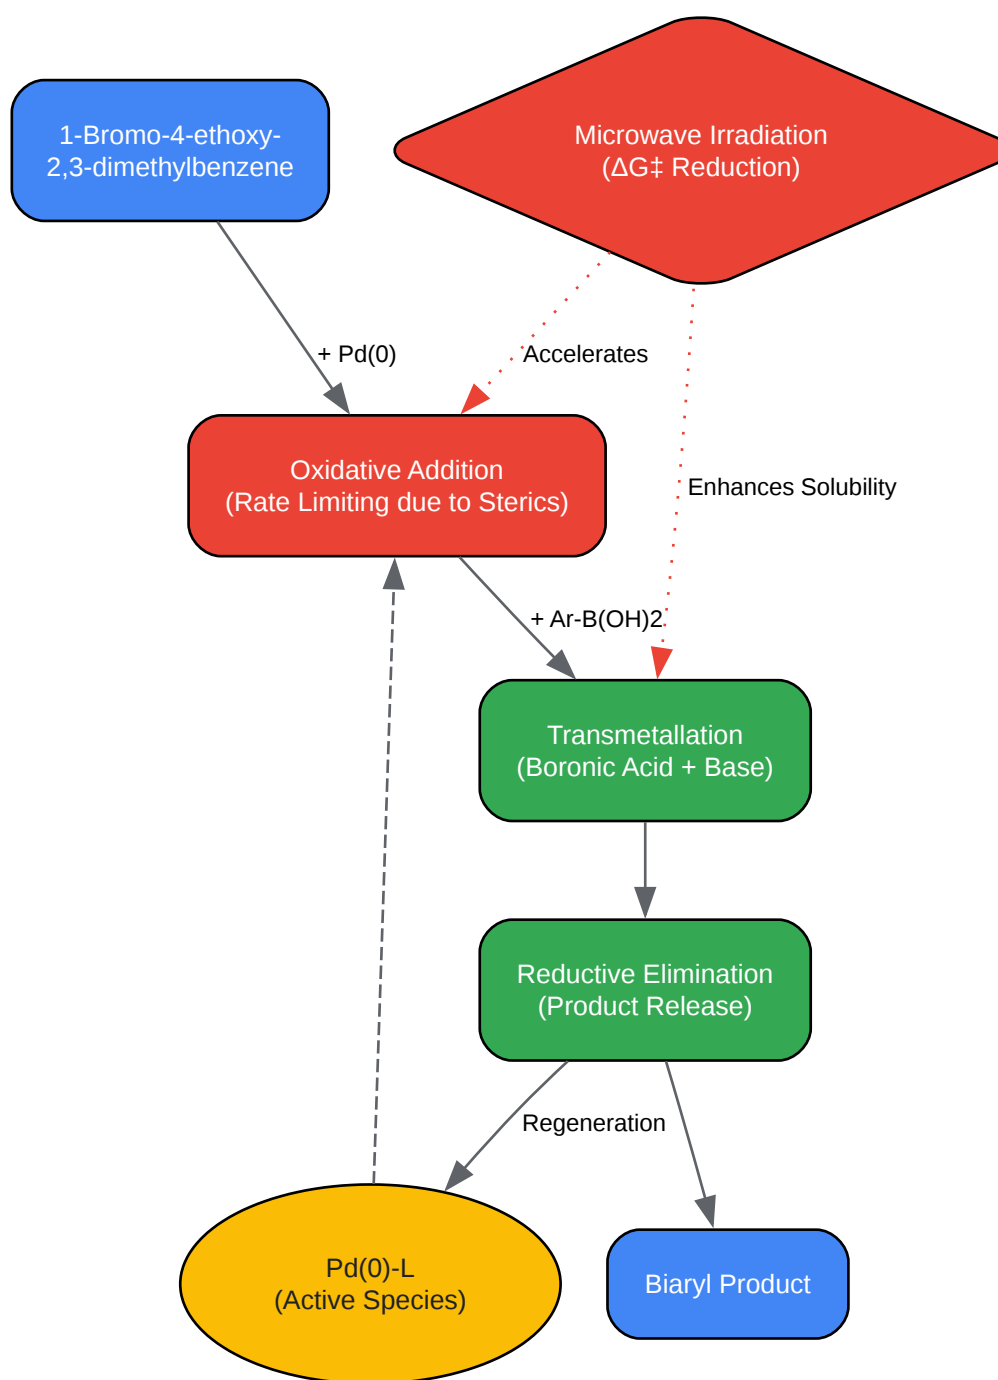 1-Bromo-4-ethoxy-
2,3-dimethylbenzene
Microwave Irradiation
(ΔG‡ Reduction)
+ Pd(0)
Accelerates
Oxidative Addition
(Rate Limiting due to Sterics)
Enhances Solubility
+ Ar-B(OH)2
Transmetallation
(Boronic Acid + Base)
Reductive Elimination
(Product Release)
Regeneration
Pd(0)-L
(Active Species)
Biaryl Product